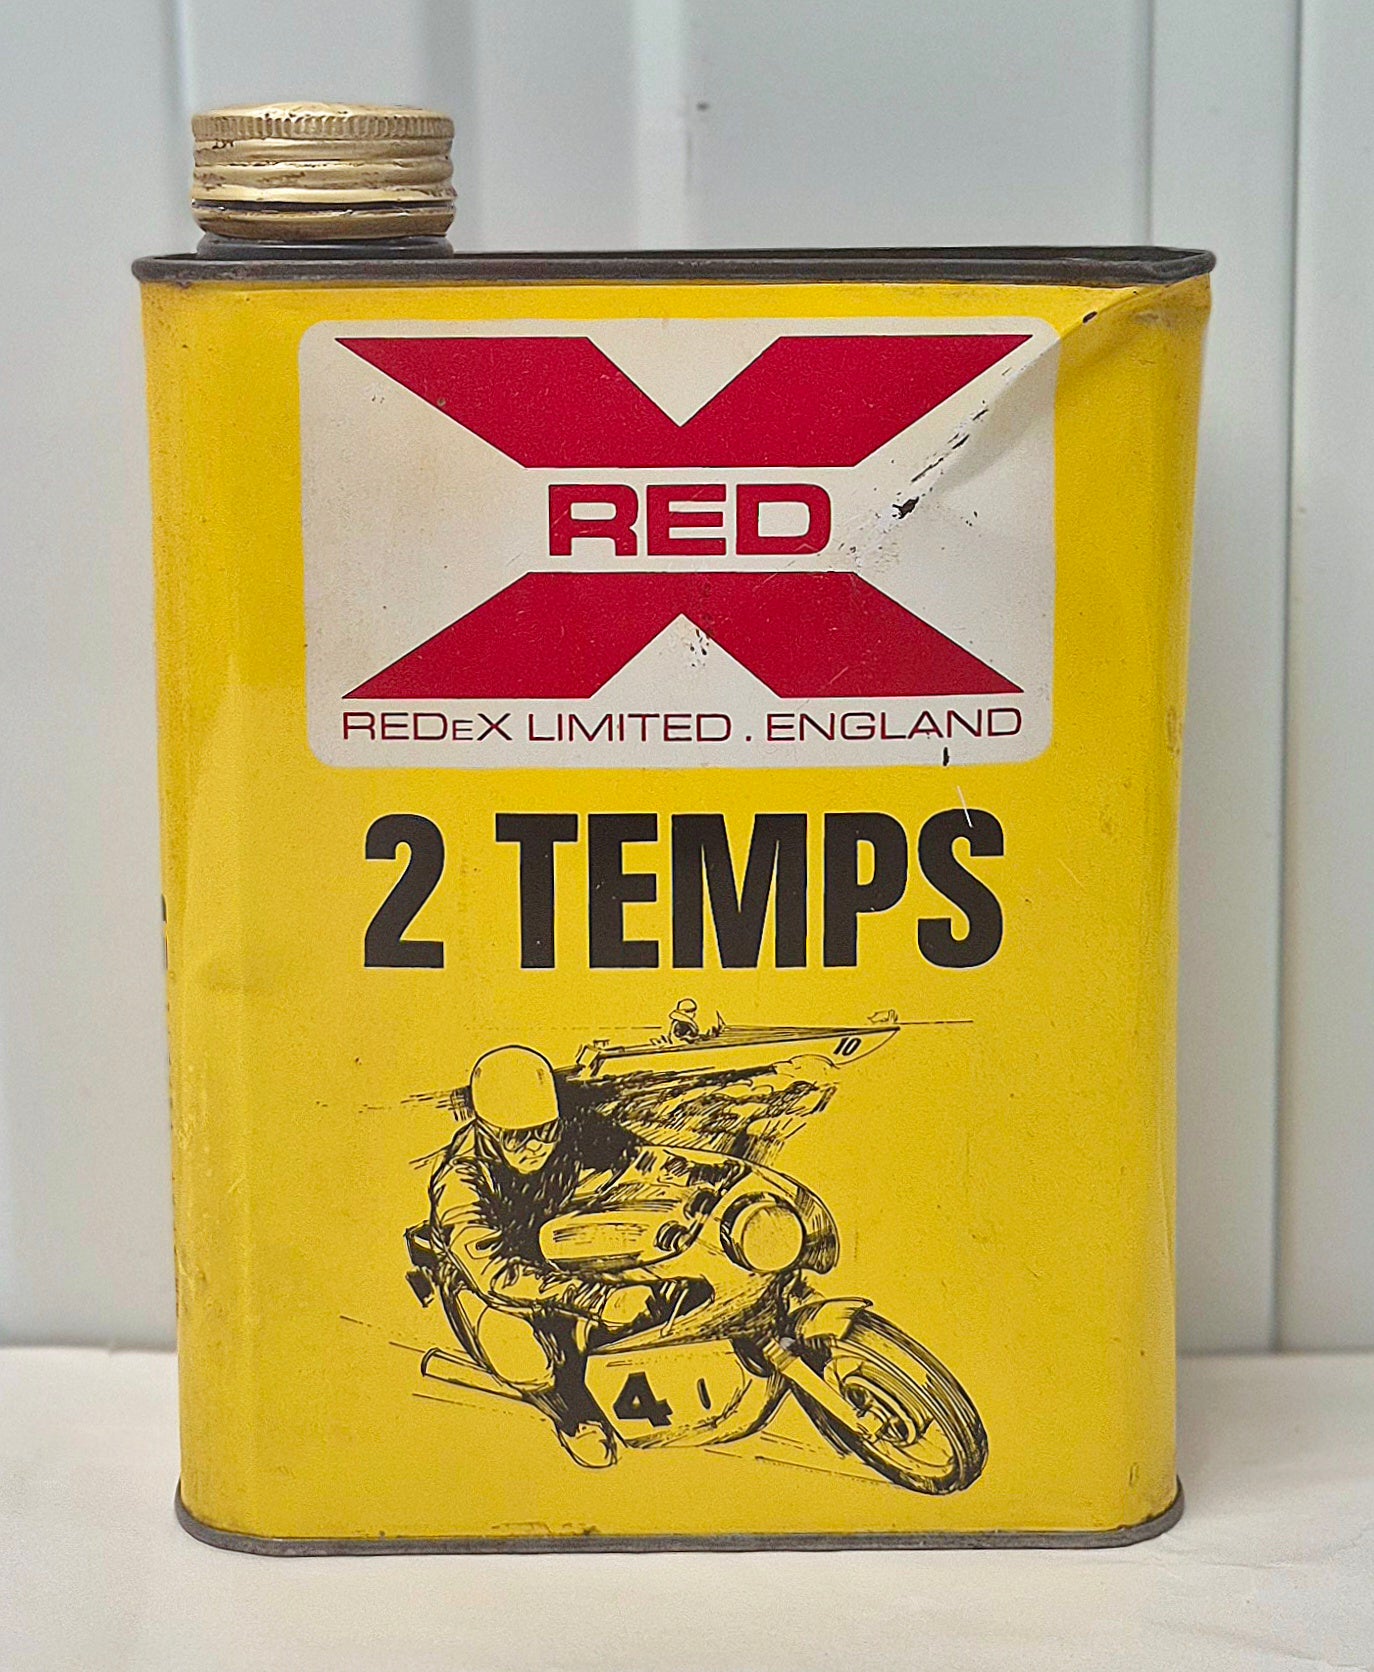 RED
REDEX LIMITED . ENGLAND
2 TEMPS
10
4